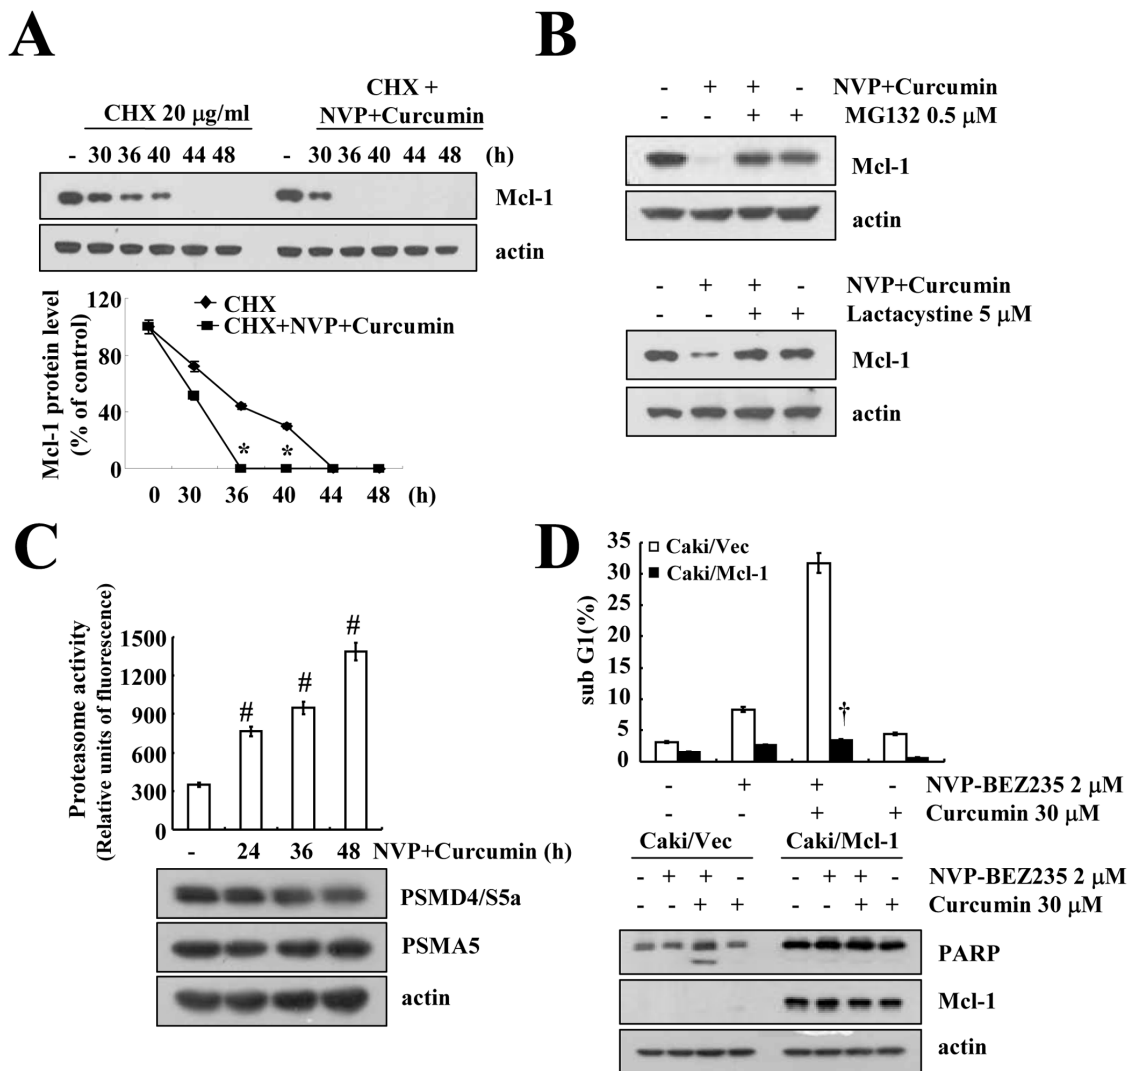 A
CHX 20 μg/ml
CHX +
NVP+Curcumin
- 30 36 40 44 48 - 30 36 40 44 48 (h)
Mcl-1
actin
Mcl-1 protein level
(% of control)
120
80
40
0
CHX
CHX+NVP+Curcumin
* *
0 30 36 40 44 48 (h)
B
- + + - NVP+Curcumin
- - + + MG132 0.5 μM
Mcl-1
actin
- + + - NVP+Curcumin
- - + + Lactacystine 5 μM
Mcl-1
actin
C
Proteasome activity
(Relative units of fluorescence)
1500
1200
900
600
300
0
# # #
- 24 36 48 NVP+Curcumin (h)
PSMD4/S5a
PSMA5
actin
D
sub G1(%)
35
30
25
20
15
10
5
0
Caki/Vec
Caki/Mcl-1
†
- + + - NVP-BEZ235 2 μM
- - + + Curcumin 30 μM
Caki/Vec Caki/Mcl-1
- + + - - + + - NVP-BEZ235 2 μM
- - + + - - + + Curcumin 30 μM
PARP
Mcl-1
actin